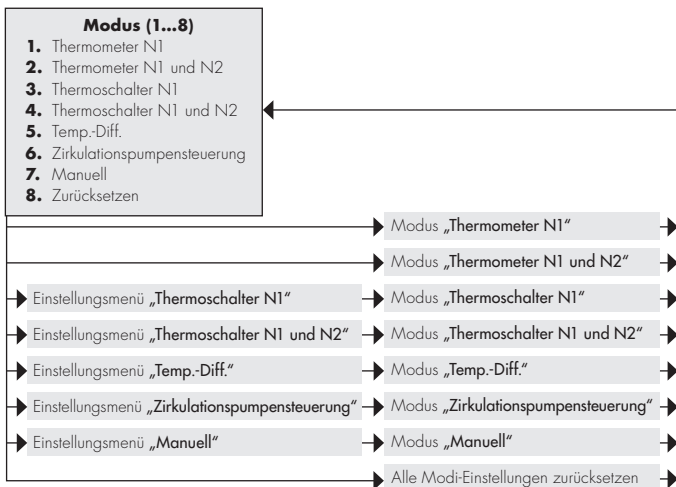 Modus (1...8)
1. Thermometer N1
2. Thermometer N1 und N2
3. Thermoschalter N1
4. Thermoschalter N1 und N2
5. Temp.-Diff.
6. Zirkulationspumpensteuerung
7. Manuell
8. Zurücksetzen
Modus „Thermometer N1“
Modus „Thermometer N1 und N2“
Einstellungsmenü „Thermoschalter N1“ Modus „Thermoschalter N1“
Einstellungsmenü „Thermoschalter N1 und N2“ Modus „Thermoschalter N1 und N2“
Einstellungsmenü „Temp.-Diff.“ Modus „Temp.-Diff.“
Einstellungsmenü „Zirkulationspumpensteuerung“ Modus „Zirkulationspumpensteuerung“
Einstellungsmenü „Manuell“ Modus „Manuell“
Alle Modi-Einstellungen zurücksetzen